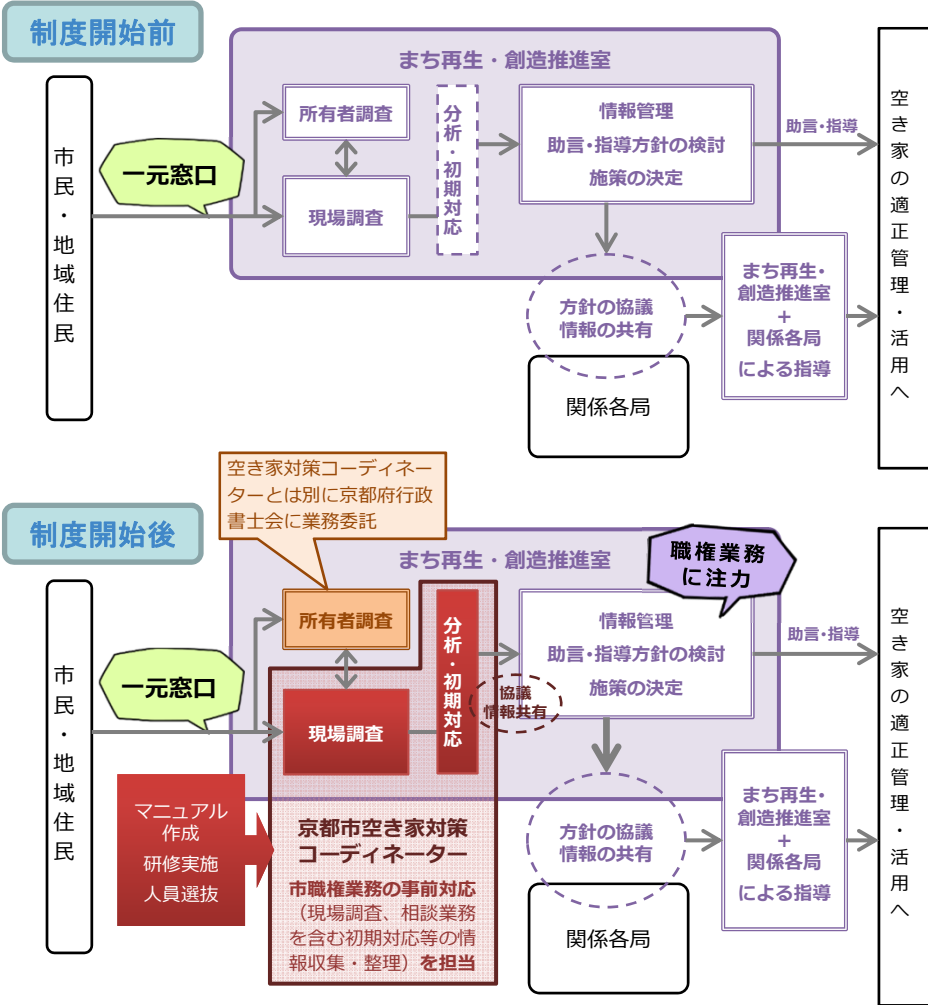 制度開始前
まち再生・創造推進室
市民・地域住民
一元窓口
所有者調査
現場調査
分析・初期対応
情報管理
助言・指導方針の検討
施策の決定
助言・指導
空き家の適正管理・活用へ
方針の協議
情報の共有
関係各局
まち再生・
創造推進室
+
関係各局
による指導
制度開始後
空き家対策コーディネー
ターとは別に京都府行政
書士会に業務委託
まち再生・創造推進室
職権業務
に注力
市民・地域住民
一元窓口
所有者調査
現場調査
分析・初期対応
協議
情報共有
情報管理
助言・指導方針の検討
施策の決定
助言・指導
空き家の適正管理・活用へ
マニュアル
作成
研修実施
人員選抜
京都市空き家対策
コーディネーター
市職権業務の事前対応
（現場調査、相談業務
を含む初期対応等の情
報収集・整理）を担当
方針の協議
情報の共有
関係各局
まち再生・
創造推進室
+
関係各局
による指導